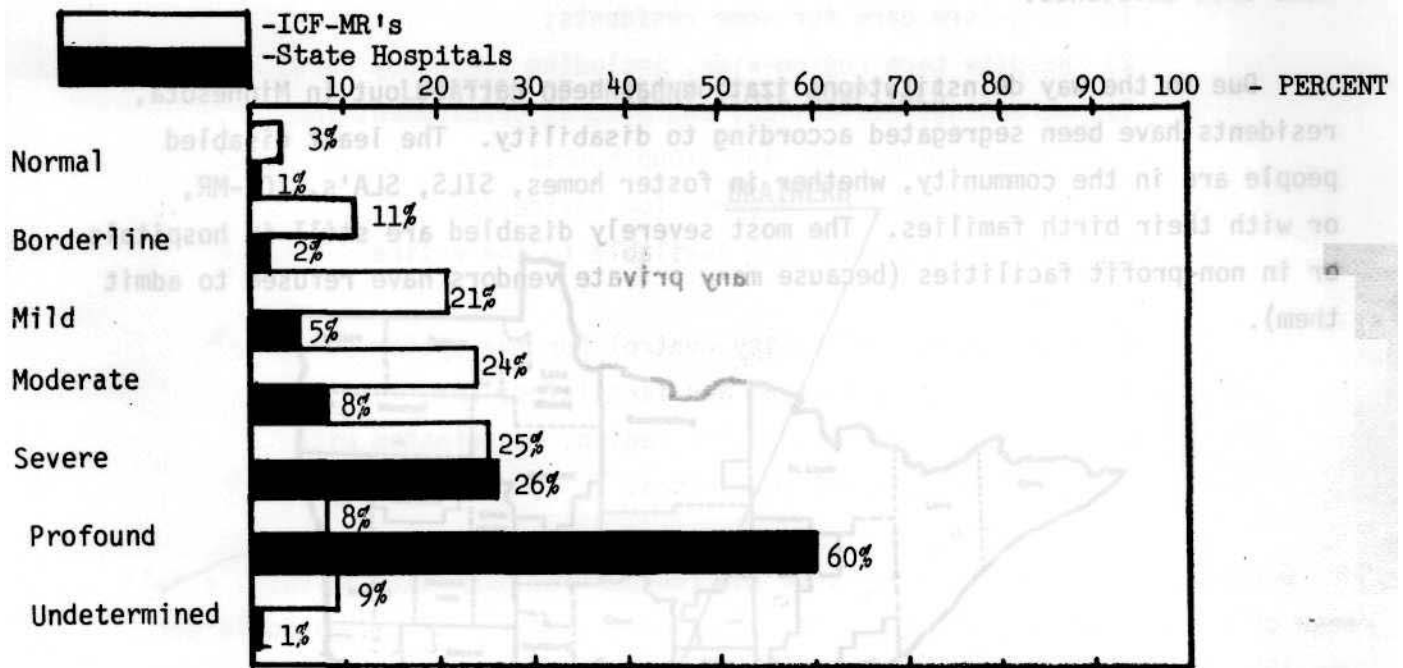 -ICF-MR's
-State Hospitals
10 20 30 40 50 60 70 80 90 100 - PERCENT
Normal 3%
1%
Borderline 11%
2%
Mild 21%
5%
Moderate 24%
8%
Severe 25%
26%
Profound 8%
60%
Undetermined 9%
1%
Due to the way deinstitutionalization has been carried out in Minnesota,
residents have been segregated according to disability. The least disabled
people are in the community, whether in foster homes, SILS, SLA's, ICF-MR,
or with their birth families. The most severely disabled are still in hospitals
or in non-profit facilities (because many private vendors have refused to admit
them).